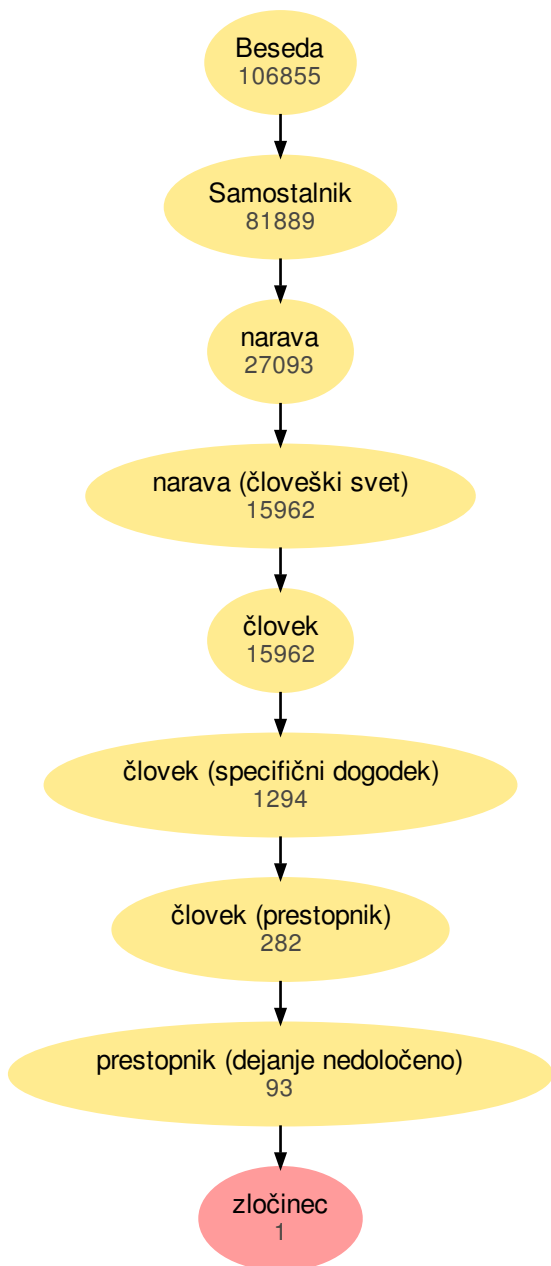 Beseda
106855
Samostalnik
81889
narava
27093
narava (človeški svet)
15962
človek
15962
človek (specifični dogodek)
1294
človek (prestopnik)
282
prestopnik (dejanje nedoločeno)
93
zločinec
1